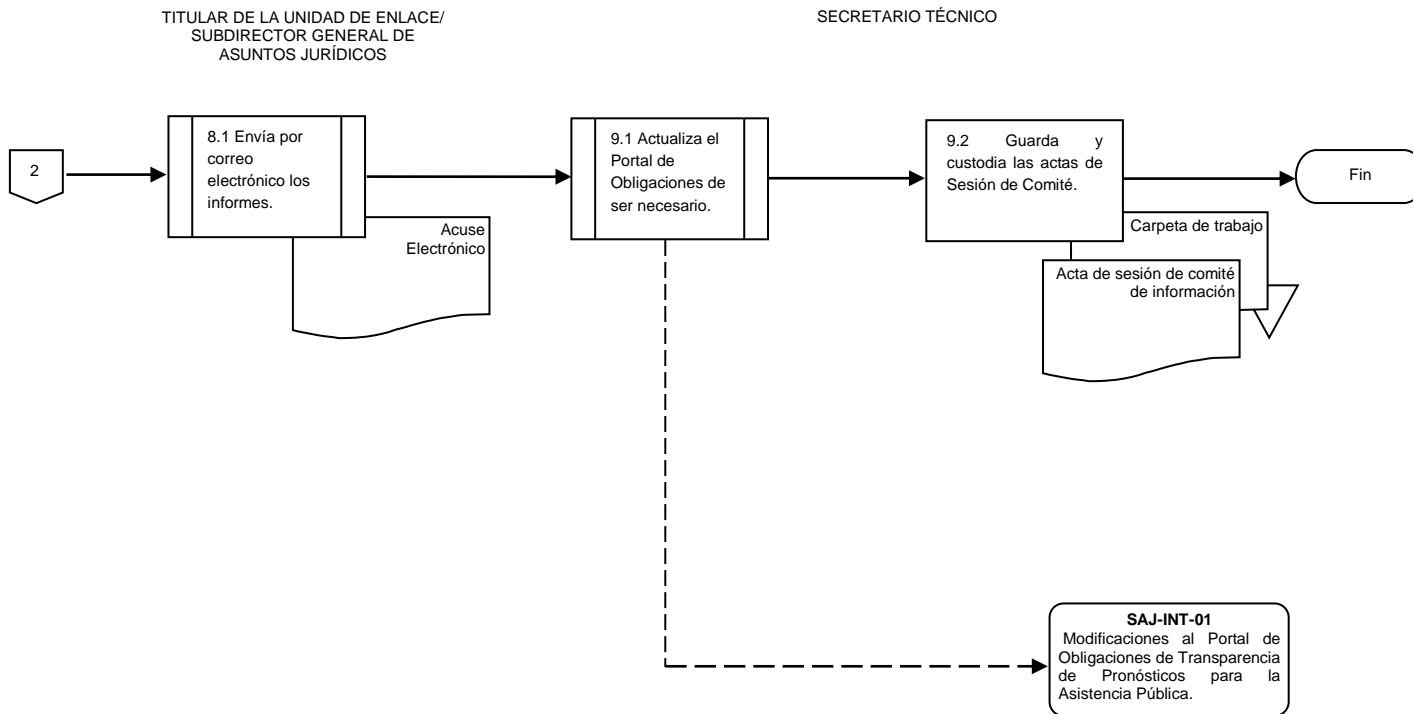 TITULAR DE LA UNIDAD DE ENLACE/
SUBDIRECTOR GENERAL DE
ASUNTOS JURÍDICOS
SECRETARIO TÉCNICO
2
8.1 Envía por
correo
electrónico los
informes.
Acuse
Electrónico
9.1 Actualiza el
Portal de
Obligaciones de
ser necesario.
9.2 Guarda y
custodia las actas de
Sesión de Comité.
Carpeta de trabajo
Acta de sesión de comité
de información
Fin
SAJ-INT-01
Modificaciones al Portal de
Obligaciones de Transparencia
de Pronósticos para la
Asistencia Pública.